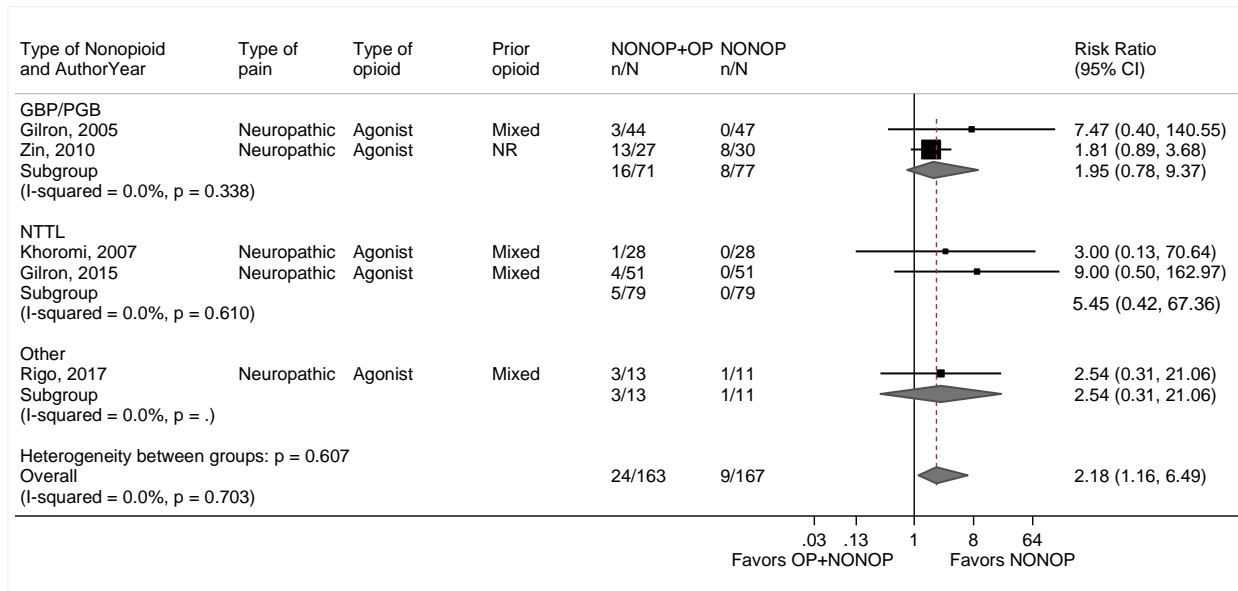 Type of Nonopioid Type of Type of Prior NONOP+OP NONOP Risk Ratio
and AuthorYear pain opioid opioid n/N n/N (95% CI)
GBP/PGB
Gilron, 2005 Neuropathic Agonist Mixed 3/44 0/47 7.47 (0.40, 140.55)
Zin, 2010 Neuropathic Agonist NR 13/27 8/30 1.81 (0.89, 3.68)
Subgroup 16/71 8/77 1.95 (0.78, 9.37)
(I-squared = 0.0%, p = 0.338)
NTTL
Khoromi, 2007 Neuropathic Agonist Mixed 1/28 0/28 3.00 (0.13, 70.64)
Gilron, 2015 Neuropathic Agonist Mixed 4/51 0/51 9.00 (0.50, 162.97)
Subgroup 5/79 0/79 5.45 (0.42, 67.36)
(I-squared = 0.0%, p = 0.610)
Other
Rigo, 2017 Neuropathic Agonist Mixed 3/13 1/11 2.54 (0.31, 21.06)
Subgroup 3/13 1/11 2.54 (0.31, 21.06)
(I-squared = 0.0%, p = .)
Heterogeneity between groups: p = 0.607
Overall 24/163 9/167 2.18 (1.16, 6.49)
(I-squared = 0.0%, p = 0.703)
.03 .13 1 8 64
Favors OP+NONOP Favors NONOP